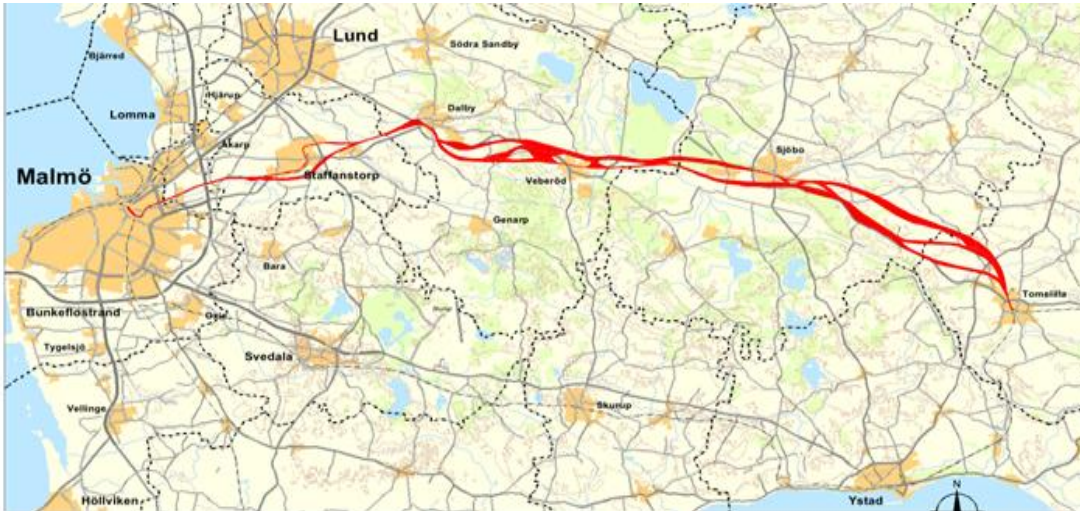 Lund
Södra Sandby
Bjärred
Hjärup
Dalby
Lomma
Åkarp
Sjöbo
Staffanstorp
Malmö
Veberöd
Genarp
Bara
Tomelilla
Bunkeflostrand
Oxie
Tygelsjö
Svedala
Vellinge
Skurup
N
Höllviken
Ystad